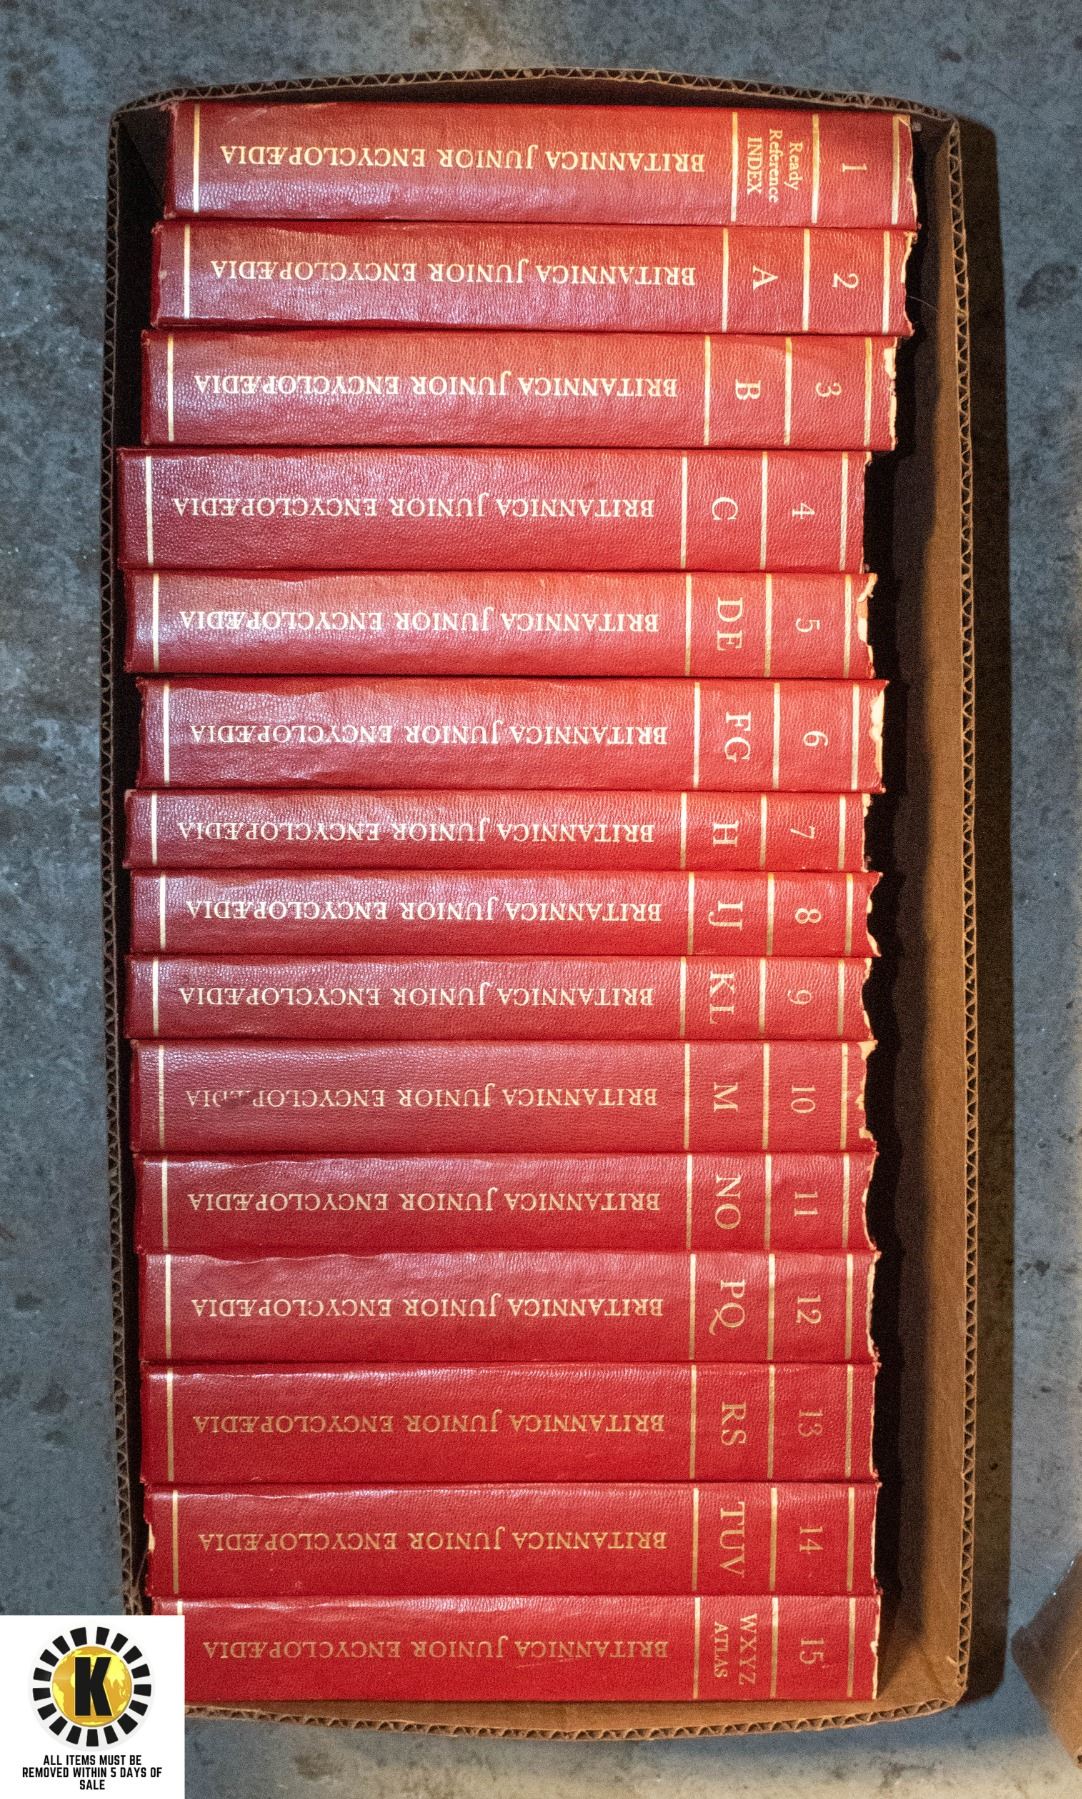 BRITANNICA JUNIOR ENCYCLOPÆDIA
Ready
Reference
INDEX
1
BRITANNICA JUNIOR ENCYCLOPÆDIA
A
2
BRITANNICA JUNIOR ENCYCLOPÆDIA
B
3
BRITANNICA JUNIOR ENCYCLOPÆDIA
C
4
BRITANNICA JUNIOR ENCYCLOPÆDIA
DE
5
BRITANNICA JUNIOR ENCYCLOPÆDIA
FG
6
BRITANNICA JUNIOR ENCYCLOPÆDIA
H
7
BRITANNICA JUNIOR ENCYCLOPÆDIA
IJ
8
BRITANNICA JUNIOR ENCYCLOPÆDIA
KL
9
BRITANNICA JUNIOR ENCYCLOPÆDIA
M
10
BRITANNICA JUNIOR ENCYCLOPÆDIA
NO
11
BRITANNICA JUNIOR ENCYCLOPÆDIA
PQ
12
BRITANNICA JUNIOR ENCYCLOPÆDIA
RS
13
BRITANNICA JUNIOR ENCYCLOPÆDIA
TUV
14
BRITANNICA JUNIOR ENCYCLOPÆDIA
WXYZ
ATLAS
15
K
ALL ITEMS MUST BE
REMOVED WITHIN 5 DAYS OF
SALE